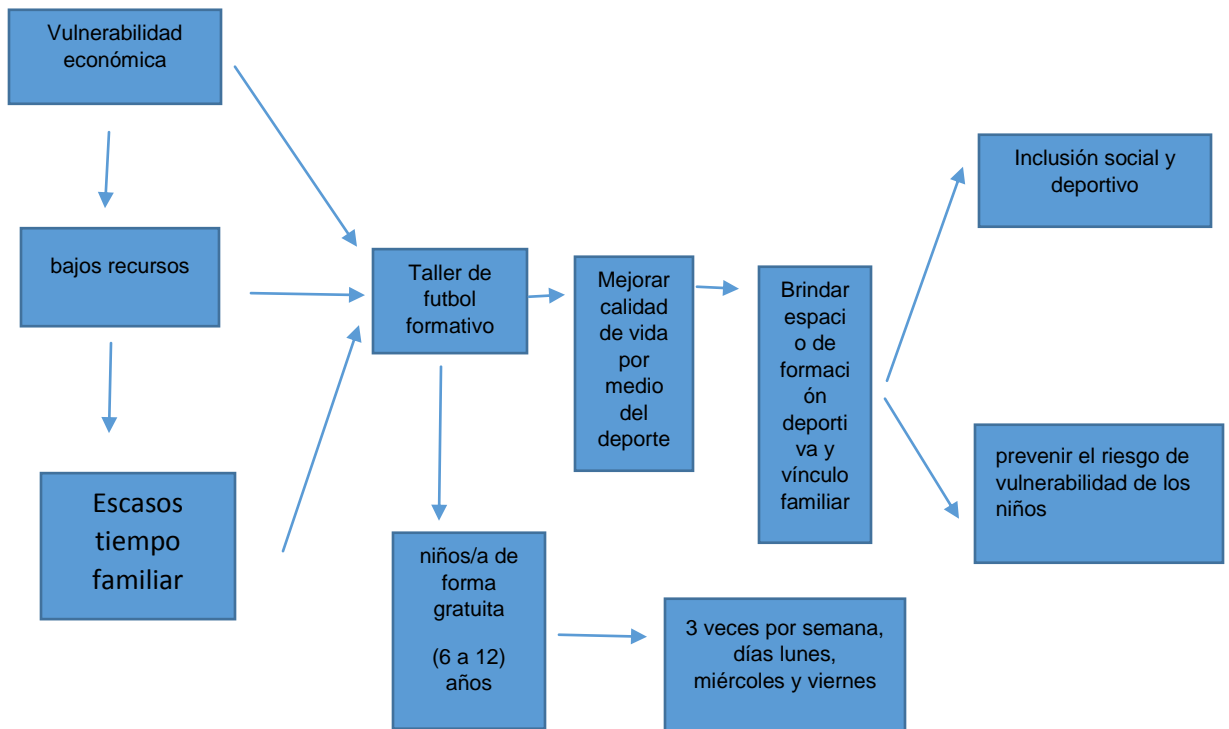 Vulnerabilidad
económica
bajos recursos
Escasos
tiempo
familiar
Taller de
futbol
formativo
niños/a de
forma
gratuita
(6 a 12)
años
Mejorar
calidad
de vida
por
medio
del
deporte
Brindar
espaci
o de
formaci
ón
deporti
va y
vínculo
familiar
3 veces por semana,
días lunes,
miércoles y viernes
Inclusión social y
deportivo
prevenir el riesgo de
vulnerabilidad de los
niños